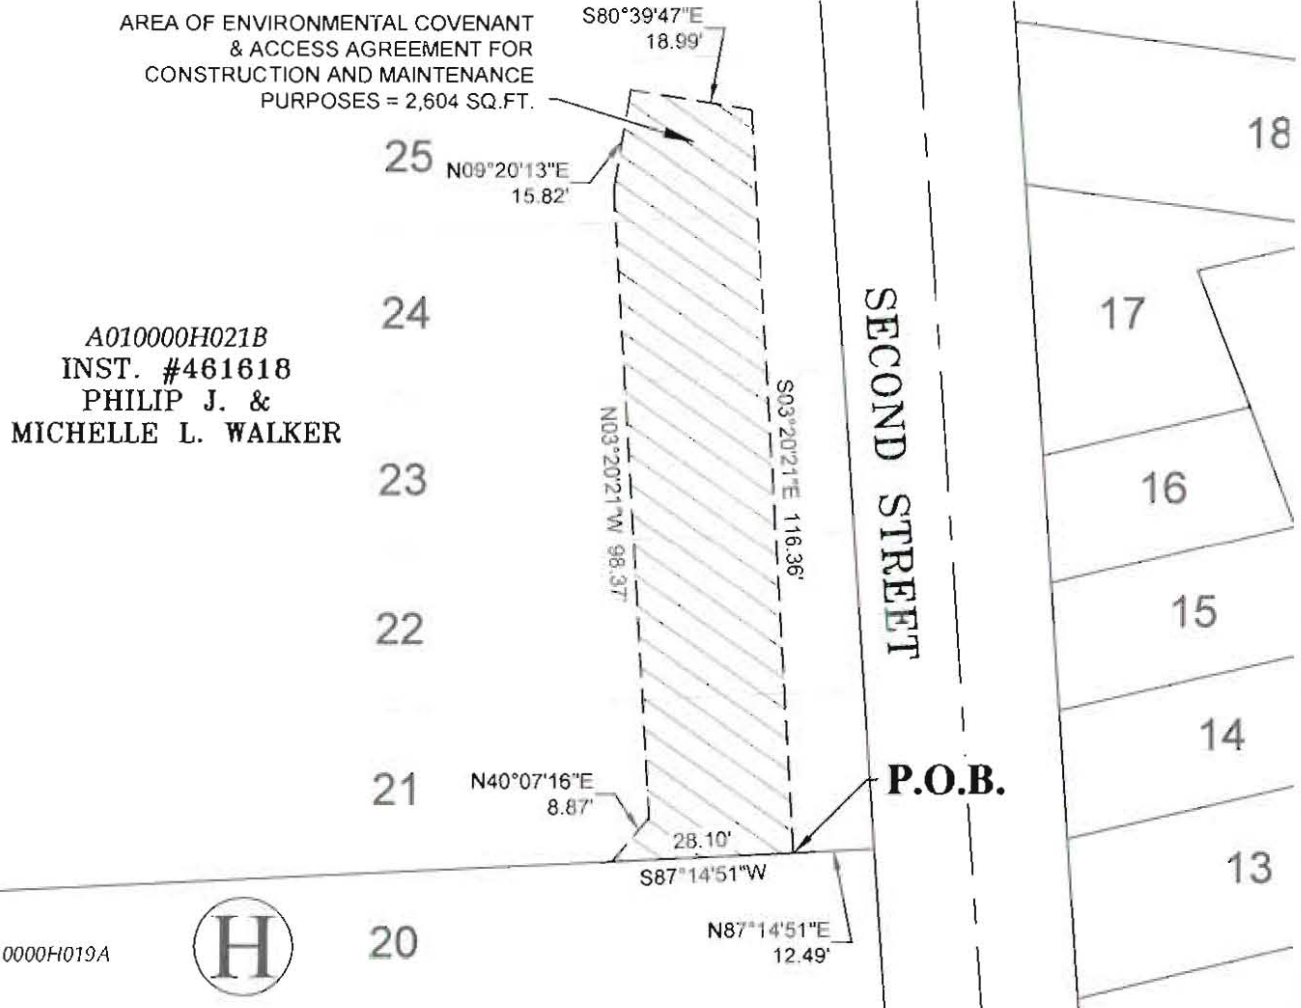 AREA OF ENVIRONMENTAL COVENANT
& ACCESS AGREEMENT FOR
CONSTRUCTION AND MAINTENANCE
PURPOSES = 2,604 SQ.FT.
S80°39'47"E
18.99'
25
N09°20'13"E
15.82'
18
24
17
A010000H021B
INST. #461618
PHILIP J. &
MICHELLE L. WALKER
SECOND STREET
N03°20'21"W 98.37'
S03°20'21"E 116.36'
23
16
22
15
21
N40°07'16"E
8.87'
P.O.B.
14
28.10'
S87°14'51"W
13
N87°14'51"E
12.49'
0000H019A
H
20